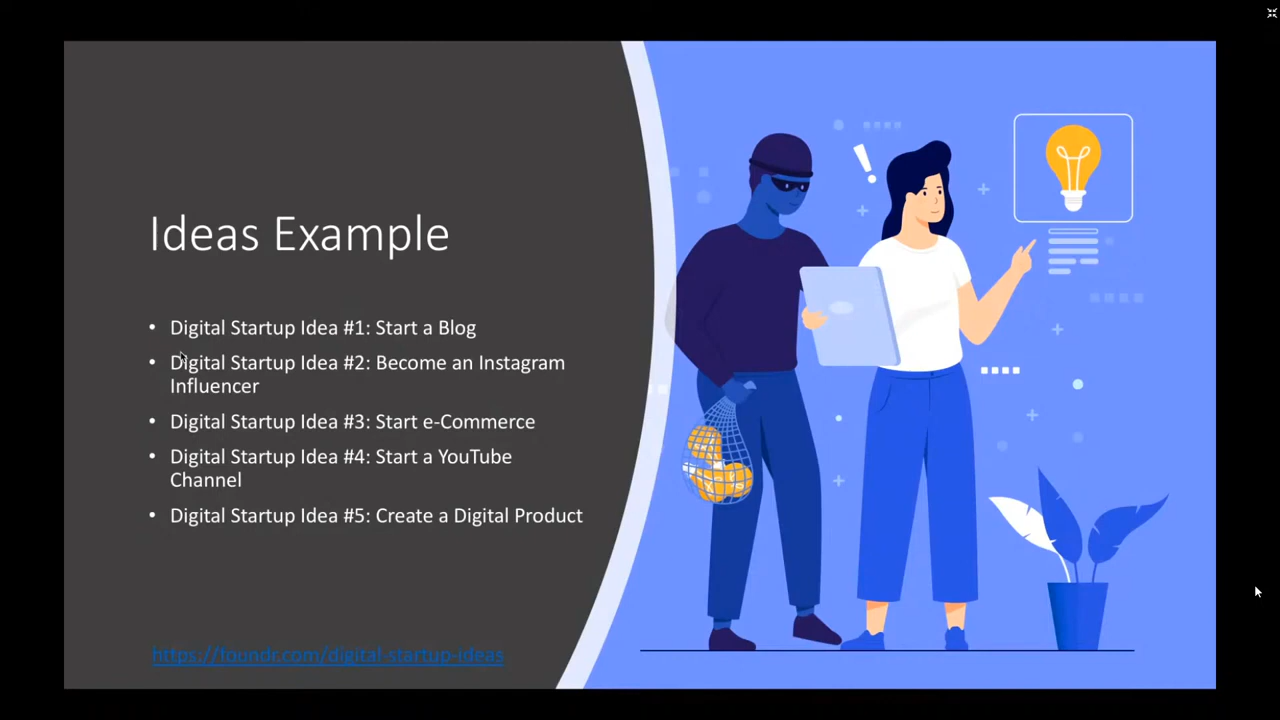 Ideas Example
• Digital Startup Idea #1: Start a Blog
• Digital Startup Idea #2: Become an Instagram
Influencer
• Digital Startup Idea #3: Start e-Commerce
• Digital Startup Idea #4: Start a YouTube
Channel
• Digital Startup Idea #5: Create a Digital Product
https://foundr.com/digital-startup-ideas